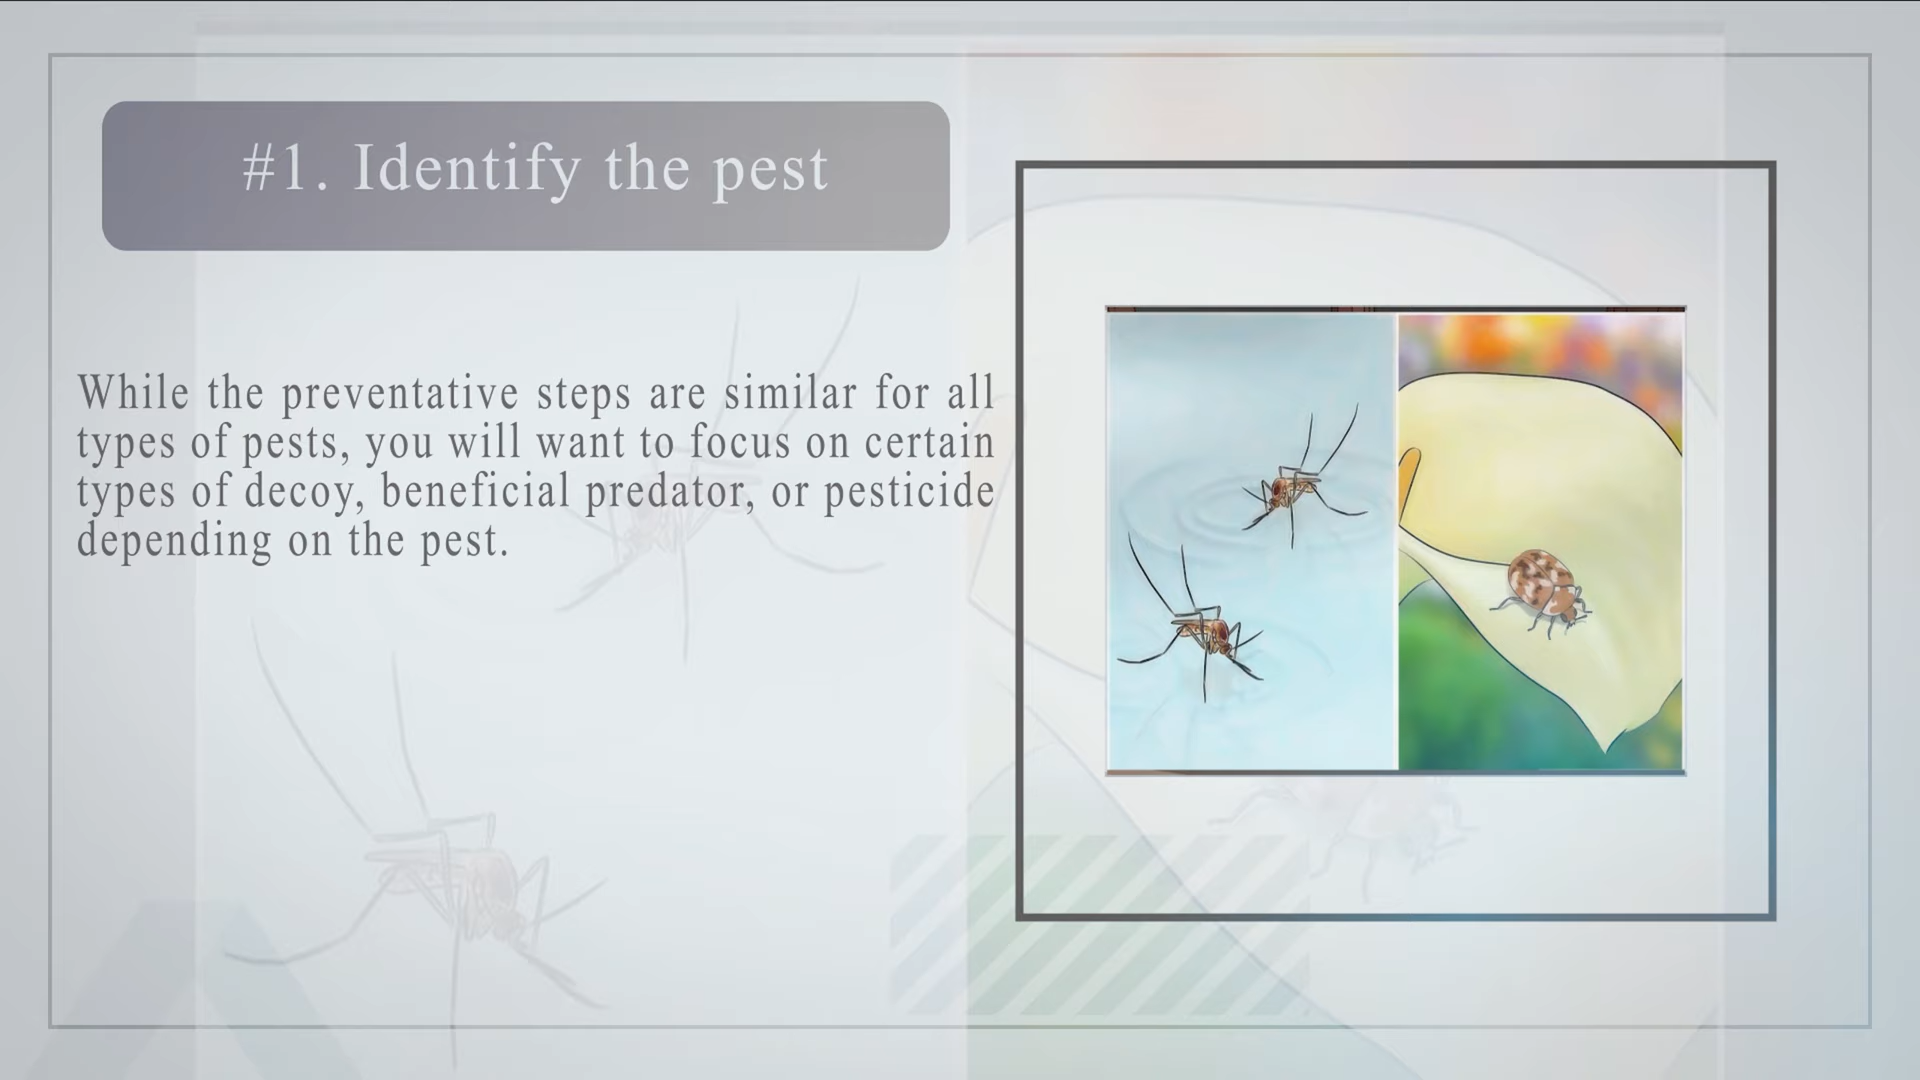 #1. Identify the pest
While the preventative steps are similar for all
types of pests, you will want to focus on certain
types of decoy, beneficial predator, or pesticide
depending on the pest.